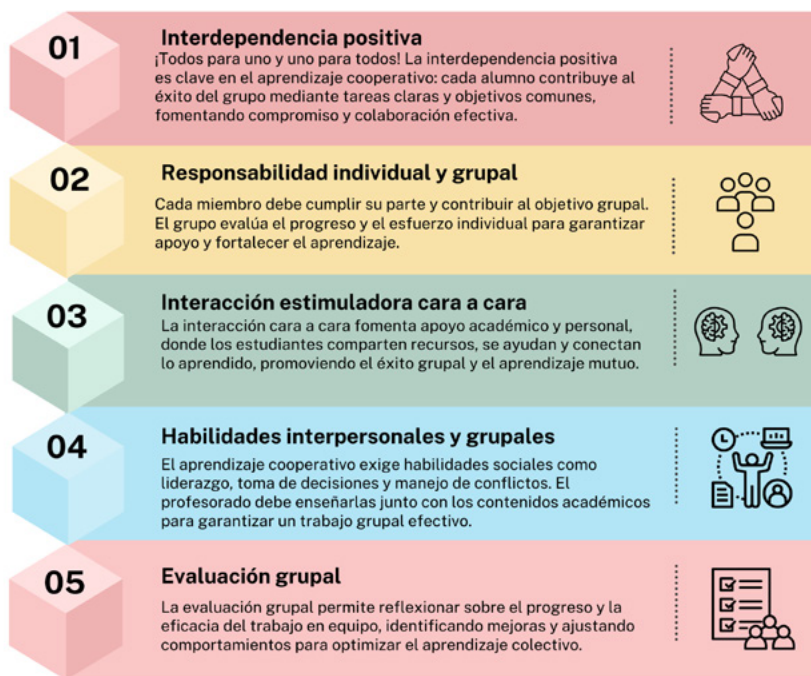 01
Interdependencia positiva
¡Todos para uno y uno para todos! La interdependencia positiva
es clave en el aprendizaje cooperativo: cada alumno contribuye al
éxito del grupo mediante tareas claras y objetivos comunes,
fomentando compromiso y colaboración efectiva.
02
Responsabilidad individual y grupal
Cada miembro debe cumplir su parte y contribuir al objetivo grupal.
El grupo evalúa el progreso y el esfuerzo individual para garantizar
apoyo y fortalecer el aprendizaje.
03
Interacción estimuladora cara a cara
La interacción cara a cara fomenta apoyo académico y personal,
donde los estudiantes comparten recursos, se ayudan y conectan
lo aprendido, promoviendo el éxito grupal y el aprendizaje mutuo.
04
Habilidades interpersonales y grupales
El aprendizaje cooperativo exige habilidades sociales como
liderazgo, toma de decisiones y manejo de conflictos. El
profesorado debe enseñarlas junto con los contenidos académicos
para garantizar un trabajo grupal efectivo.
05
Evaluación grupal
La evaluación grupal permite reflexionar sobre el progreso y la
eficacia del trabajo en equipo, identificando mejoras y ajustando
comportamientos para optimizar el aprendizaje colectivo.